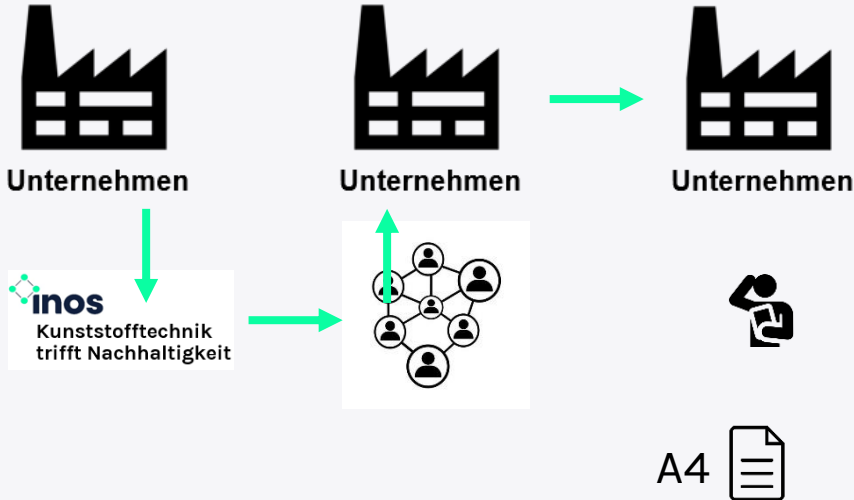 Unternehmen
Unternehmen
Unternehmen
inos
Kunststofftechnik
trifft Nachhaltigkeit
A4